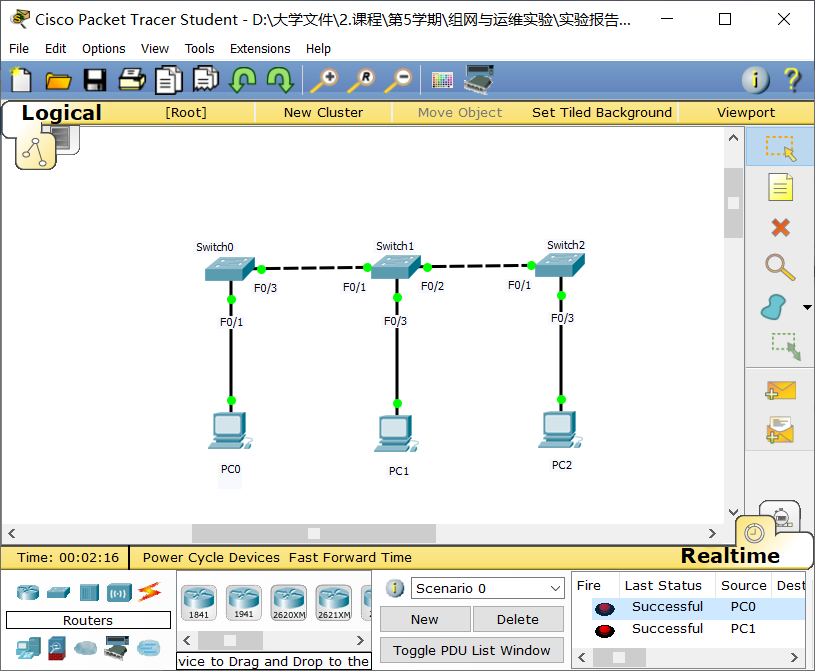 Cisco Packet Tracer Student - D:\大学文件\2.课程\第5学期\组网与运维实验\实验报告...
File Edit Options View Tools Extensions Help
Logical [Root] New Cluster Move Object Set Tiled Background Viewport
Switch0 Switch1 Switch2
F0/3 F0/1 F0/2 F0/1
F0/1 F0/3 F0/3
PC0 PC1 PC2
Time: 00:02:16 Power Cycle Devices Fast Forward Time Realtime
Routers
1841 1941 2620XM 2621XM 2
vice to Drag and Drop to the
Scenario 0
New Delete
Toggle PDU List Window
Fire Last Status Source Dest
Successful PC0
Successful PC1